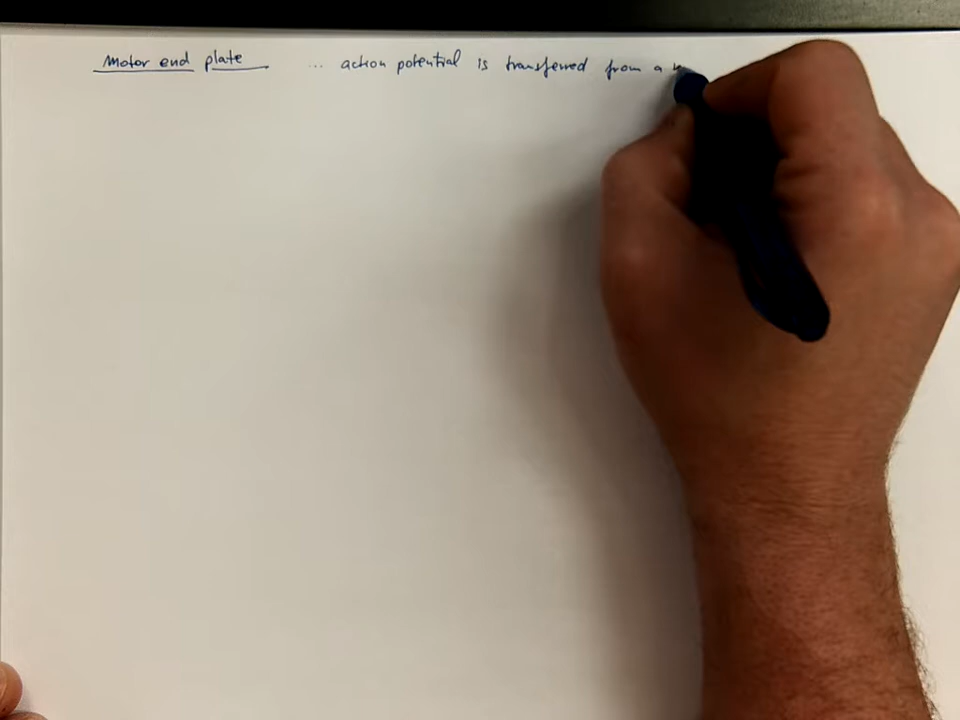 Motor end plate ... action potential is transferred from a